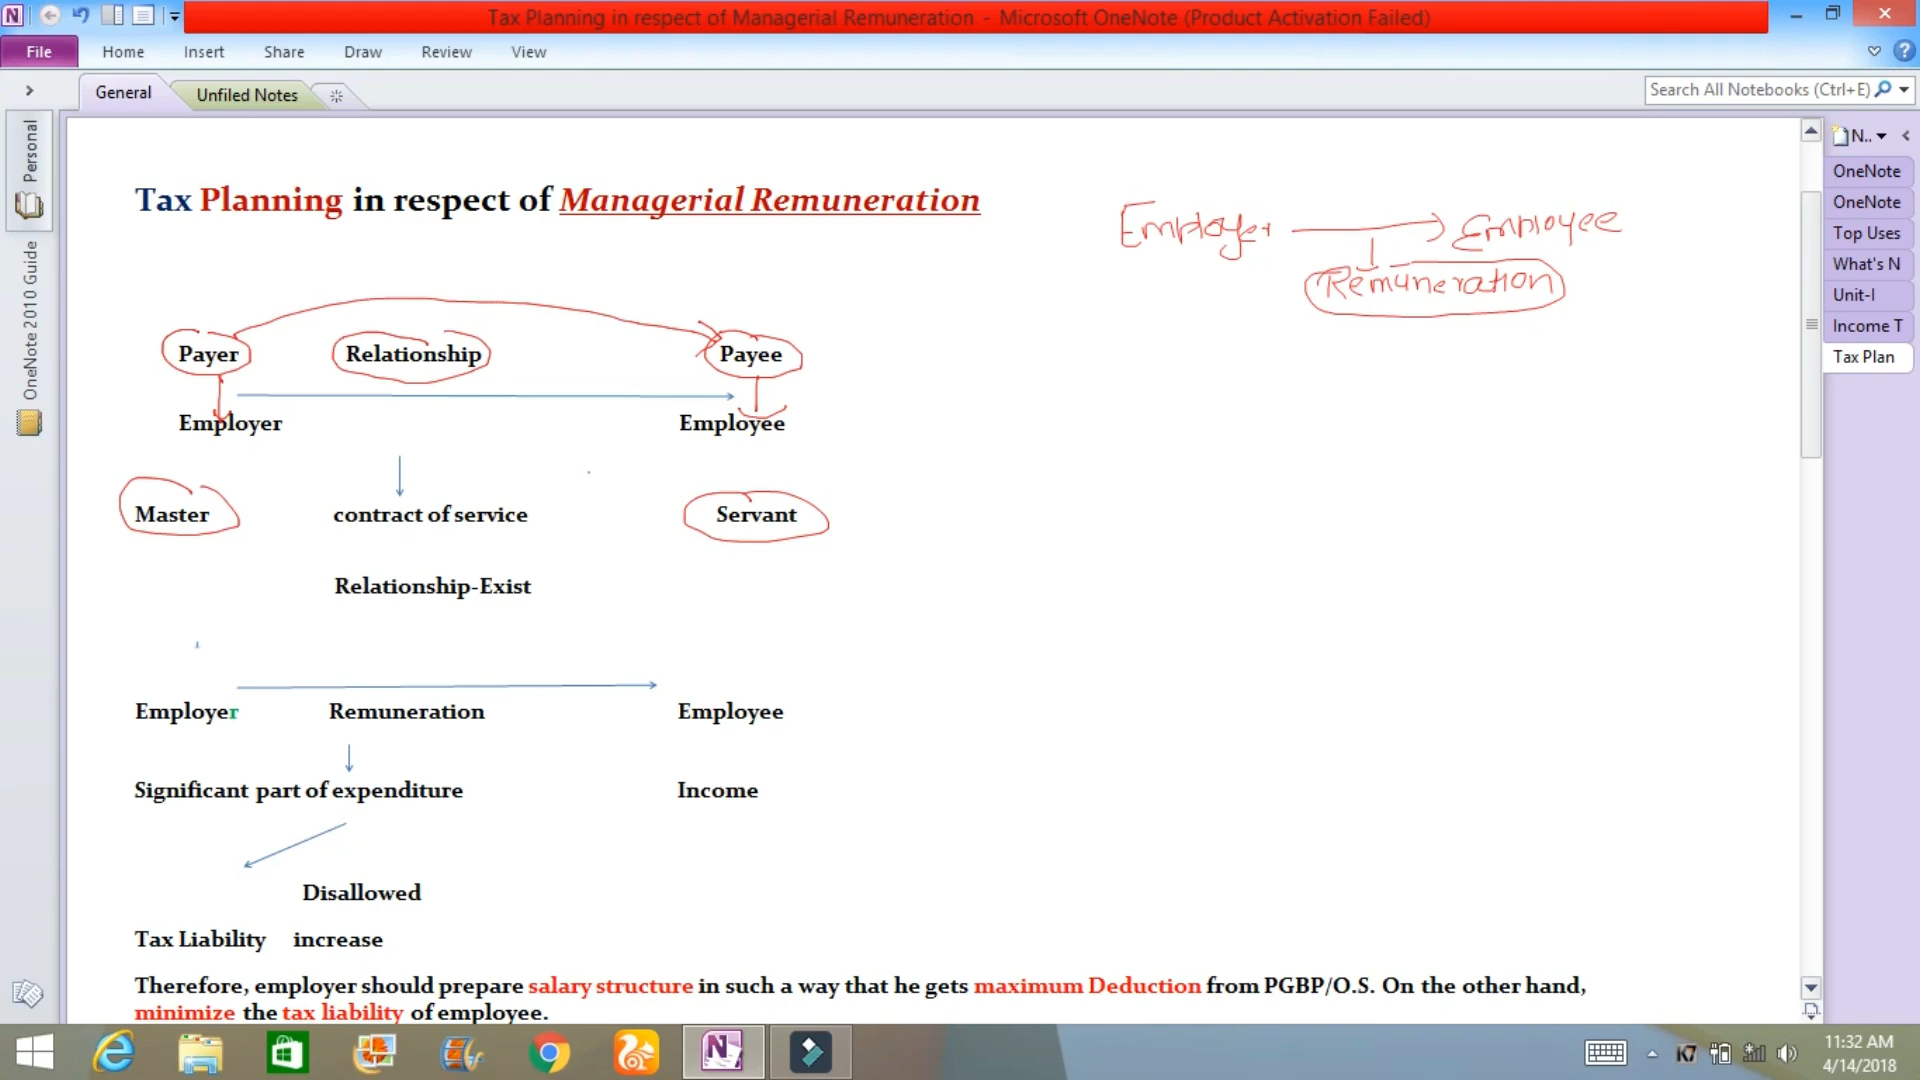 Tax Planning in respect of Managerial Remuneration - Microsoft OneNote (Product Activation Failed)
File Home Insert Share Draw Review View
General Unfiled Notes Search All Notebooks (Ctrl+E)
Personal
OneNote 2010 Guide
N..
OneNote
OneNote
Top Uses
What's N
Unit-I
Income T
Tax Plan
Tax Planning in respect of Managerial Remuneration
Employer Employee
Remuneration
Payer Relationship Payee
Employer Employee
Master contract of service Servant
Relationship-Exist
Employer Remuneration Employee
Significant part of expenditure Income
Disallowed
Tax Liability increase
Therefore, employer should prepare salary structure in such a way that he gets maximum Deduction from PGBP/O.S. On the other hand,
minimize the tax liability of employee.
11:32 AM
4/14/2018